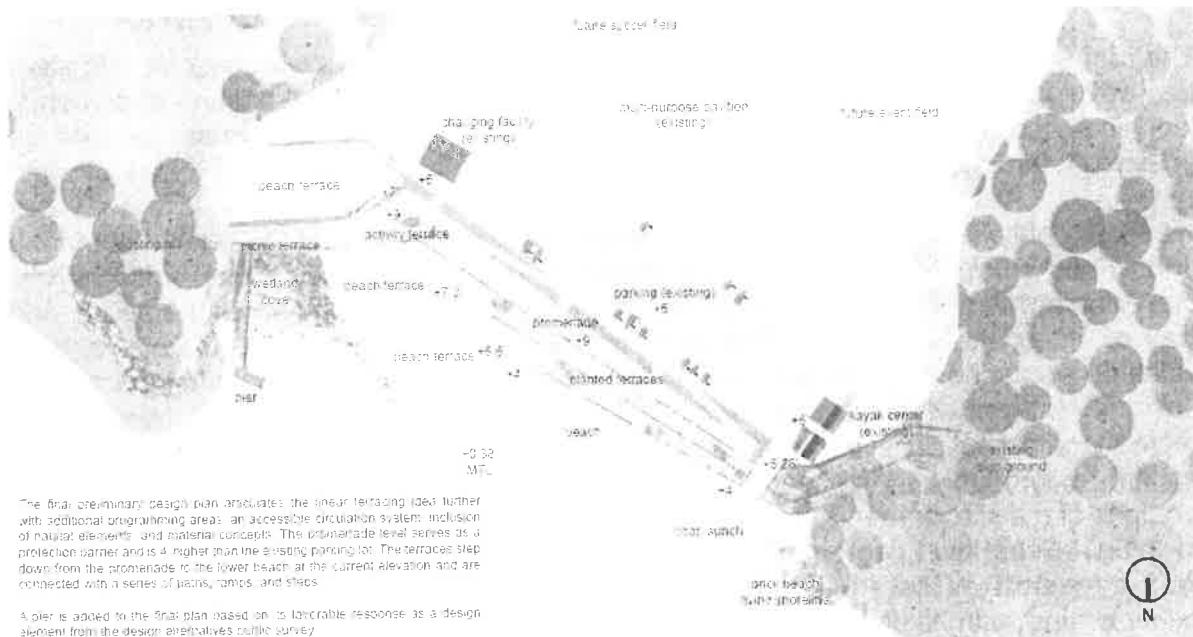 future soccer field
multi-purpose pavilion
(existing)
future event field
changing facility
(existing)
+6
beach terrace
+9
activity terrace
picnic terrace
wetland
cove
beach terrace
parking (existing)
+5
promenade
+9
beach terrace
+4
planted terraces
pier
beach
kayak center
(existing)
+6
existing
+0.38
MTL
+4
boat launch
living shoreline
The final preliminary design plan articulates the linear terracing idea further
with additional programming areas, an accessible circulation system, inclusion
of natural elements, and material concepts. The promenade level serves as a
protection barrier and is 4' higher than the existing parking lot. The terraces step
down from the promenade to the lower beach at the current elevation and are
connected with a series of paths, ramps, and steps.
A pier is added to the final plan based on its favorable response as a design
element from the design alternatives public survey.
N